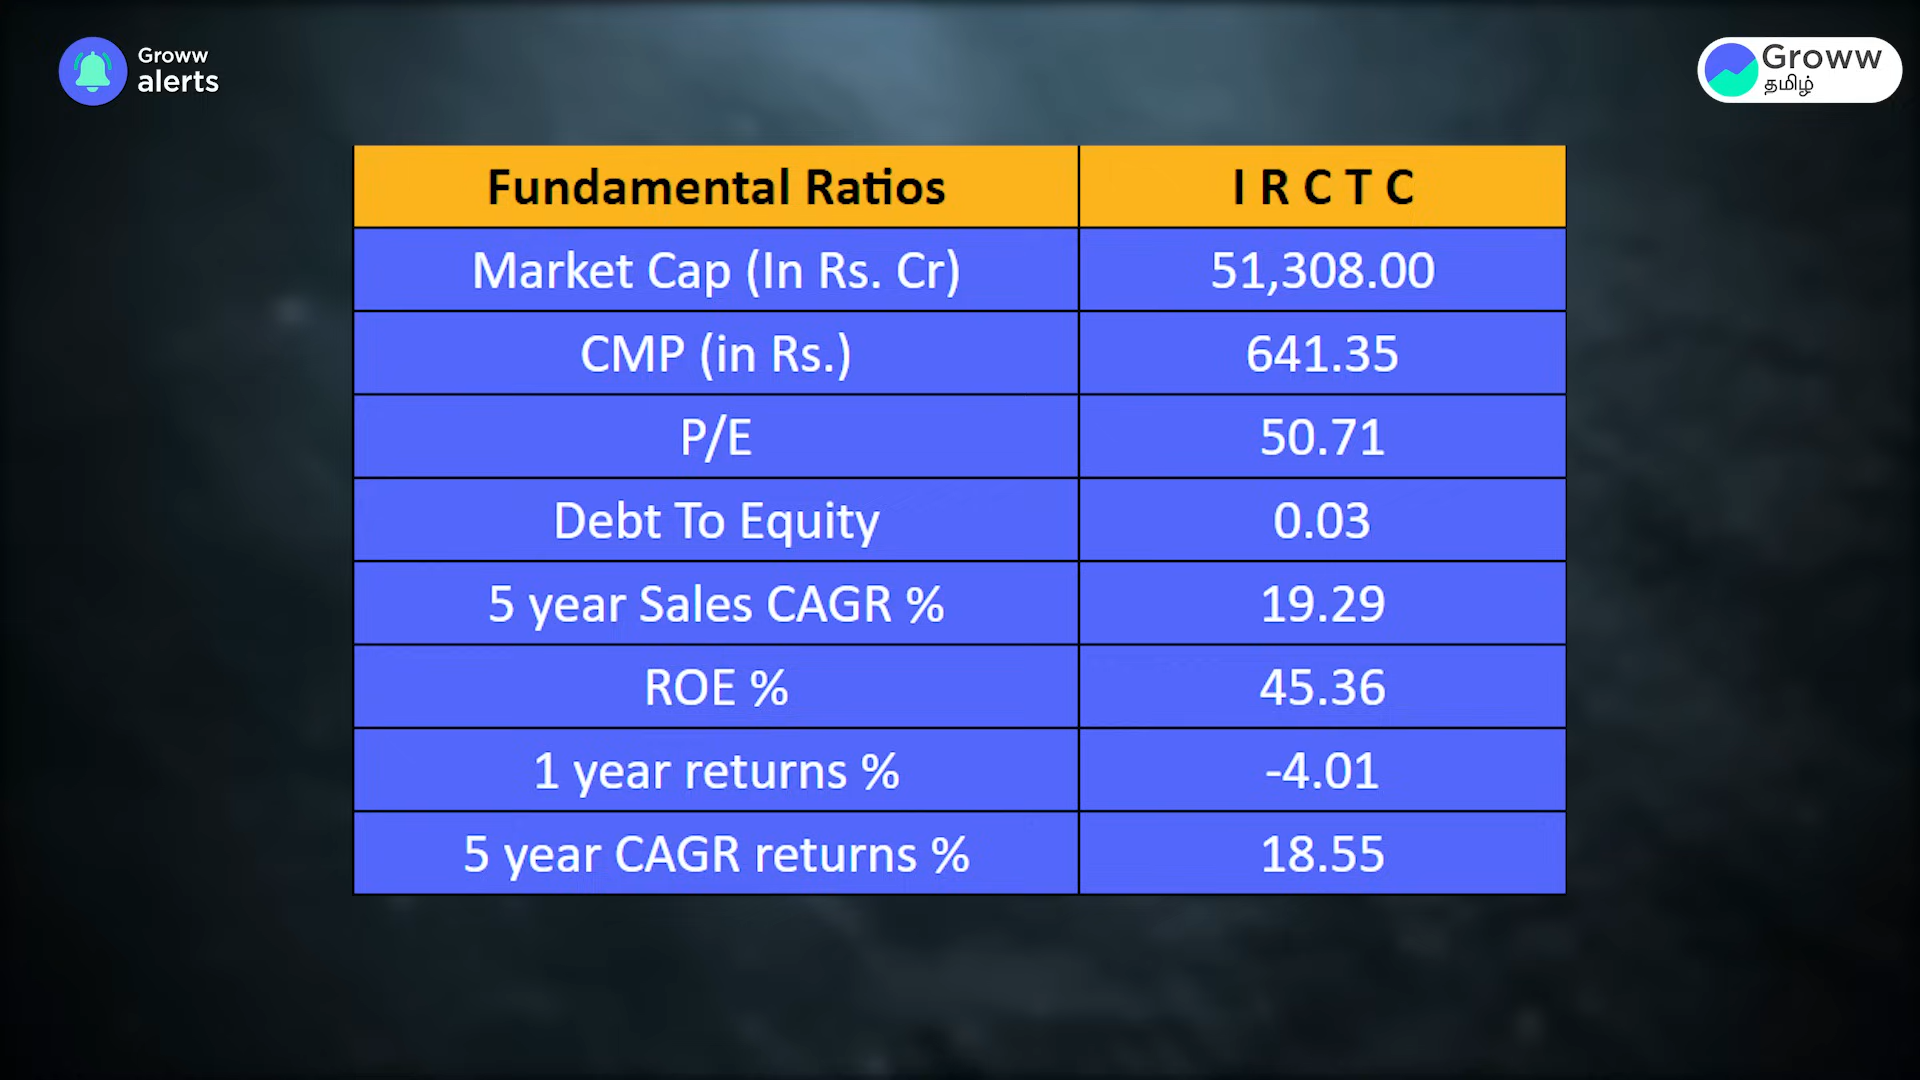 Groww
alerts
Groww
தமிழ்
Fundamental Ratios I R C T C
Market Cap (In Rs. Cr) 51,308.00
CMP (in Rs.) 641.35
P/E 50.71
Debt To Equity 0.03
5 year Sales CAGR % 19.29
ROE % 45.36
1 year returns % -4.01
5 year CAGR returns % 18.55